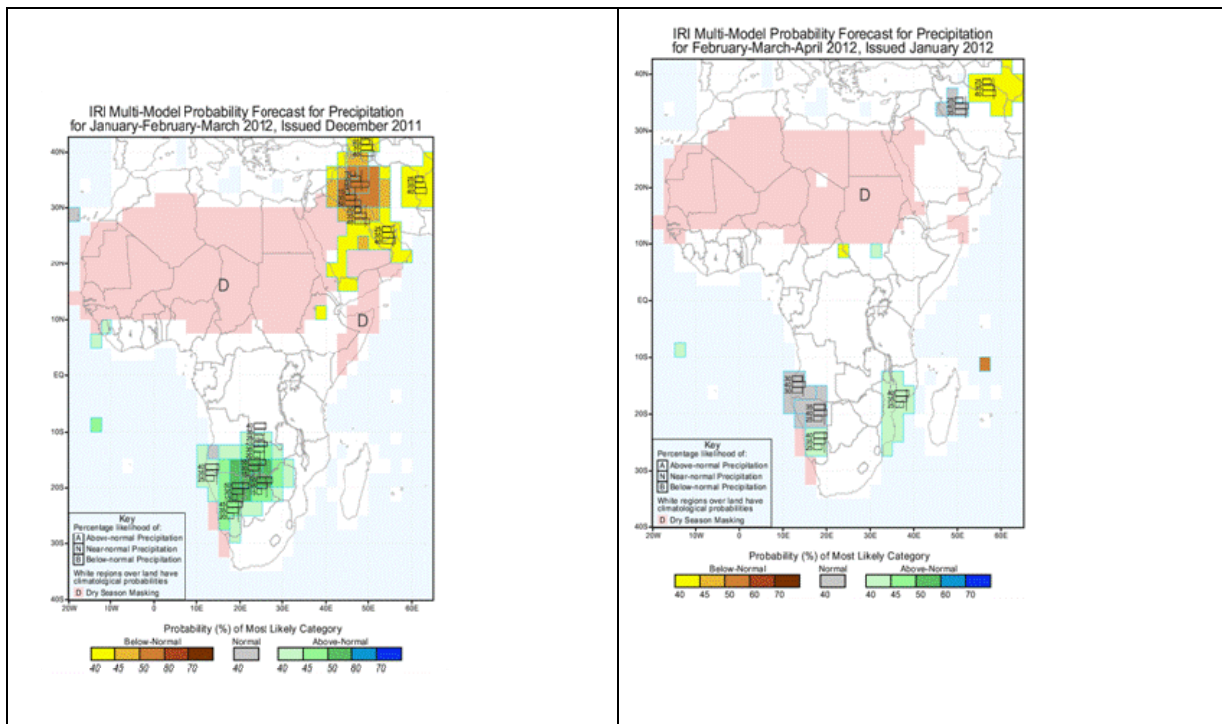 IRI Multi-Model Probability Forecast for Precipitation
for January-February-March 2012, Issued December 2011
40N
30N
20N
10N
EQ
10S
20S
30S
40S
20W
10W
0
10E
20E
30E
40E
50E
60E
D
D
Key
Percentage likelihood of:
A Above-normal Precipitation
N Near-normal Precipitation
B Below-normal Precipitation
White regions over land have
climatological probabilities
D Dry Season Masking
Probability (%) of Most Likely Category
Below-Normal Normal Above-Normal
40 45 50 60 70 40 40 45 50 60 70
IRI Multi-Model Probability Forecast for Precipitation
for February-March-April 2012, Issued January 2012
40N
30N
20N
10N
EQ
10S
20S
30S
40S
20W
10W
0
10E
20E
30E
40E
50E
60E
D
Key
Percentage likelihood of:
A Above-normal Precipitation
N Near-normal Precipitation
B Below-normal Precipitation
White regions over land have
climatological probabilities
D Dry Season Masking
Probability (%) of Most Likely Category
Below-Normal Normal Above-Normal
40 45 50 60 70 40 40 45 50 60 70